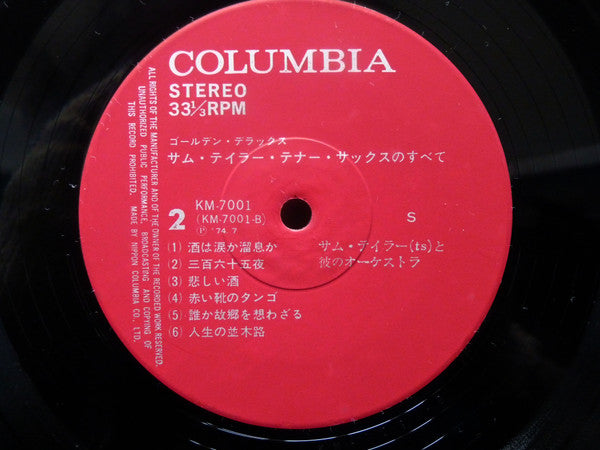 COLUMBIA
STEREO
33⅓RPM
ゴールデン・デラックス
サム・テイラー・テナー・サックスのすべて
KM-7001
2 (KM-7001-B) S
Ⓟ '74. 7
(1) 酒は涙か溜息か サム・テイラー(ts)と
(2) 三百六十五夜 彼のオーケストラ
(3) 悲しい酒
(4) 赤い靴のタンゴ
(5) 誰か故郷を想わざる
(6) 人生の並木路
ALL RIGHTS OF THE MANUFACTURER AND OF THE OWNER OF THE RECORDED WORK RESERVED.
UNAUTHORIZED PUBLIC PERFORMANCE, BROADCASTING AND COPYING OF
THIS RECORD PROHIBITED. MADE BY NIPPON COLUMBIA CO., LTD.